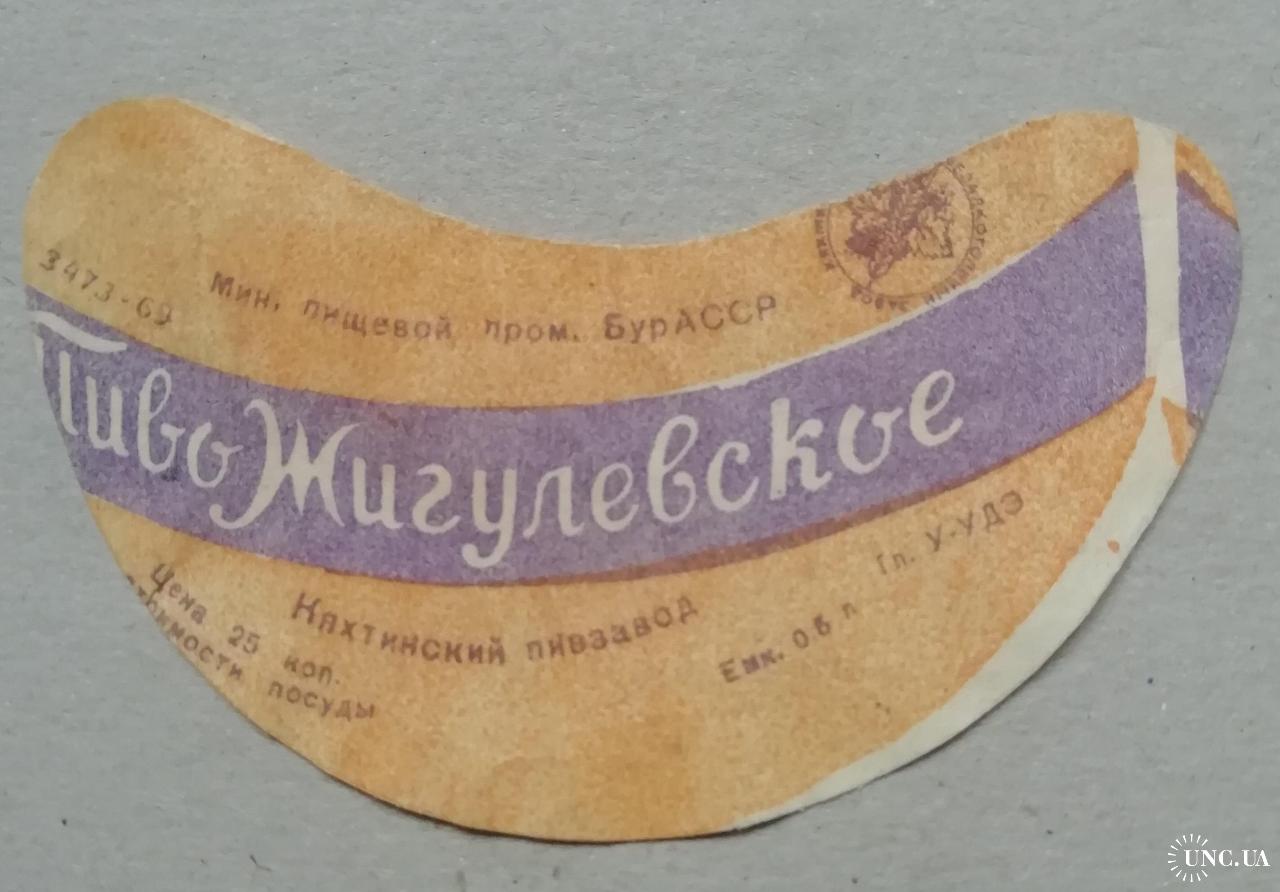 3473-69
Мин. пищевой пром. БурАССР
Пиво Жигулевское
Кяхтинский пивзавод
Гл. У-УДЭ
Емк. 0 5 л
Цена 25 коп.
стоимости посуды
UNC.UA